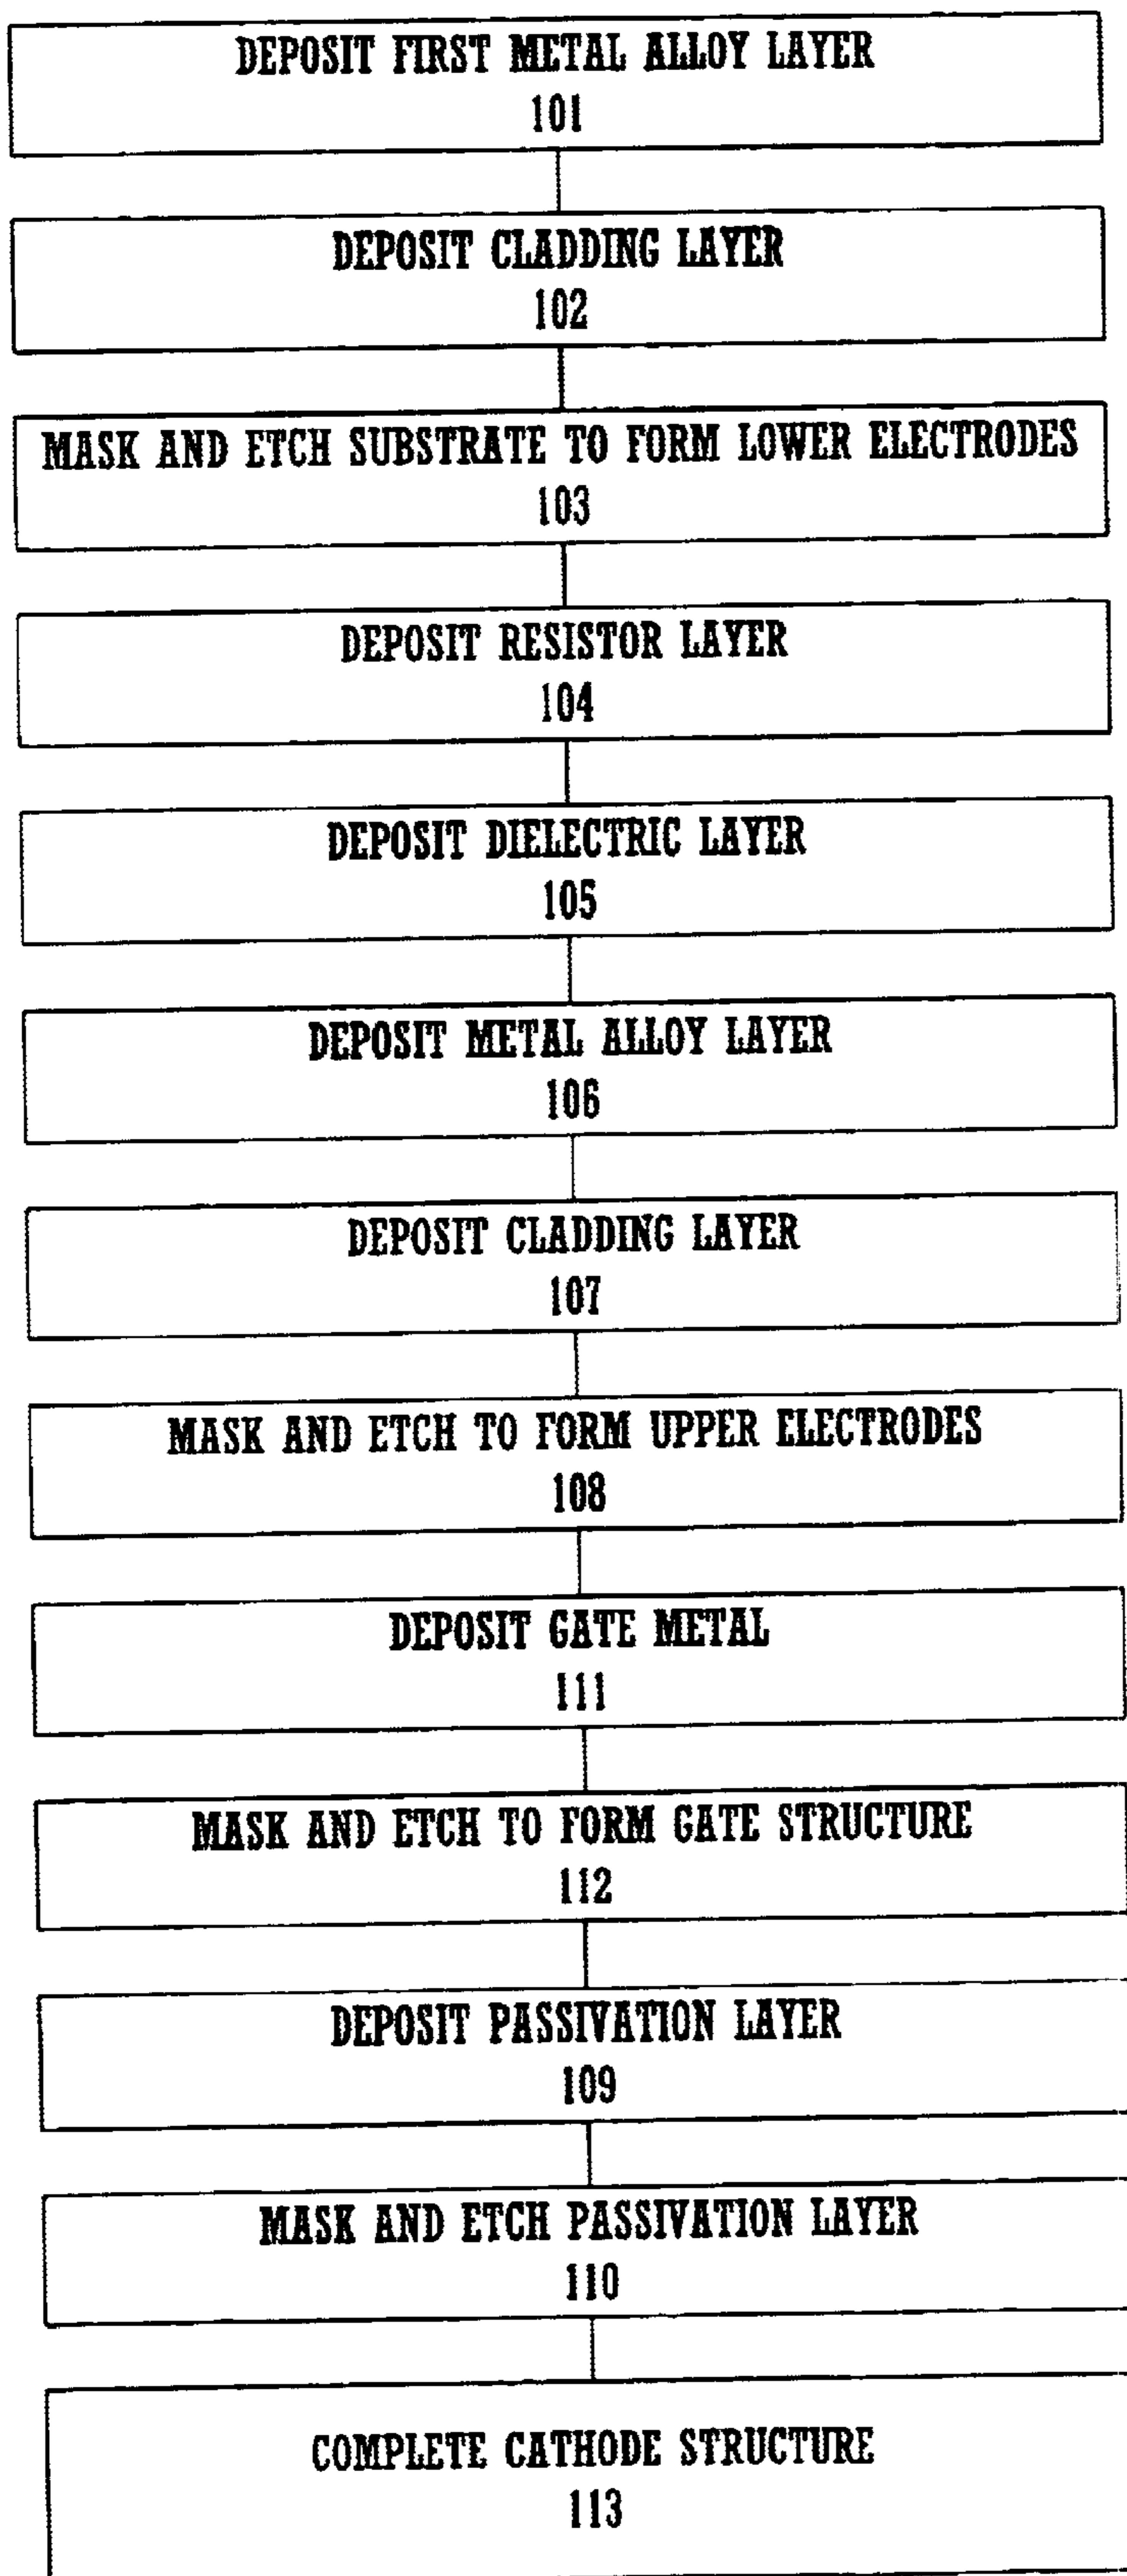 DEPOSIT FIRST METAL ALLOY LAYER
101
DEPOSIT CLADDING LAYER
102
MASK AND ETCH SUBSTRATE TO FORM LOWER ELECTRODES
103
DEPOSIT RESISTOR LAYER
104
DEPOSIT DIELECTRIC LAYER
105
DEPOSIT METAL ALLOY LAYER
106
DEPOSIT CLADDING LAYER
107
MASK AND ETCH TO FORM UPPER ELECTRODES
108
DEPOSIT GATE METAL
111
MASK AND ETCH TO FORM GATE STRUCTURE
112
DEPOSIT PASSIVATION LAYER
109
MASK AND ETCH PASSIVATION LAYER
110
COMPLETE CATHODE STRUCTURE
113